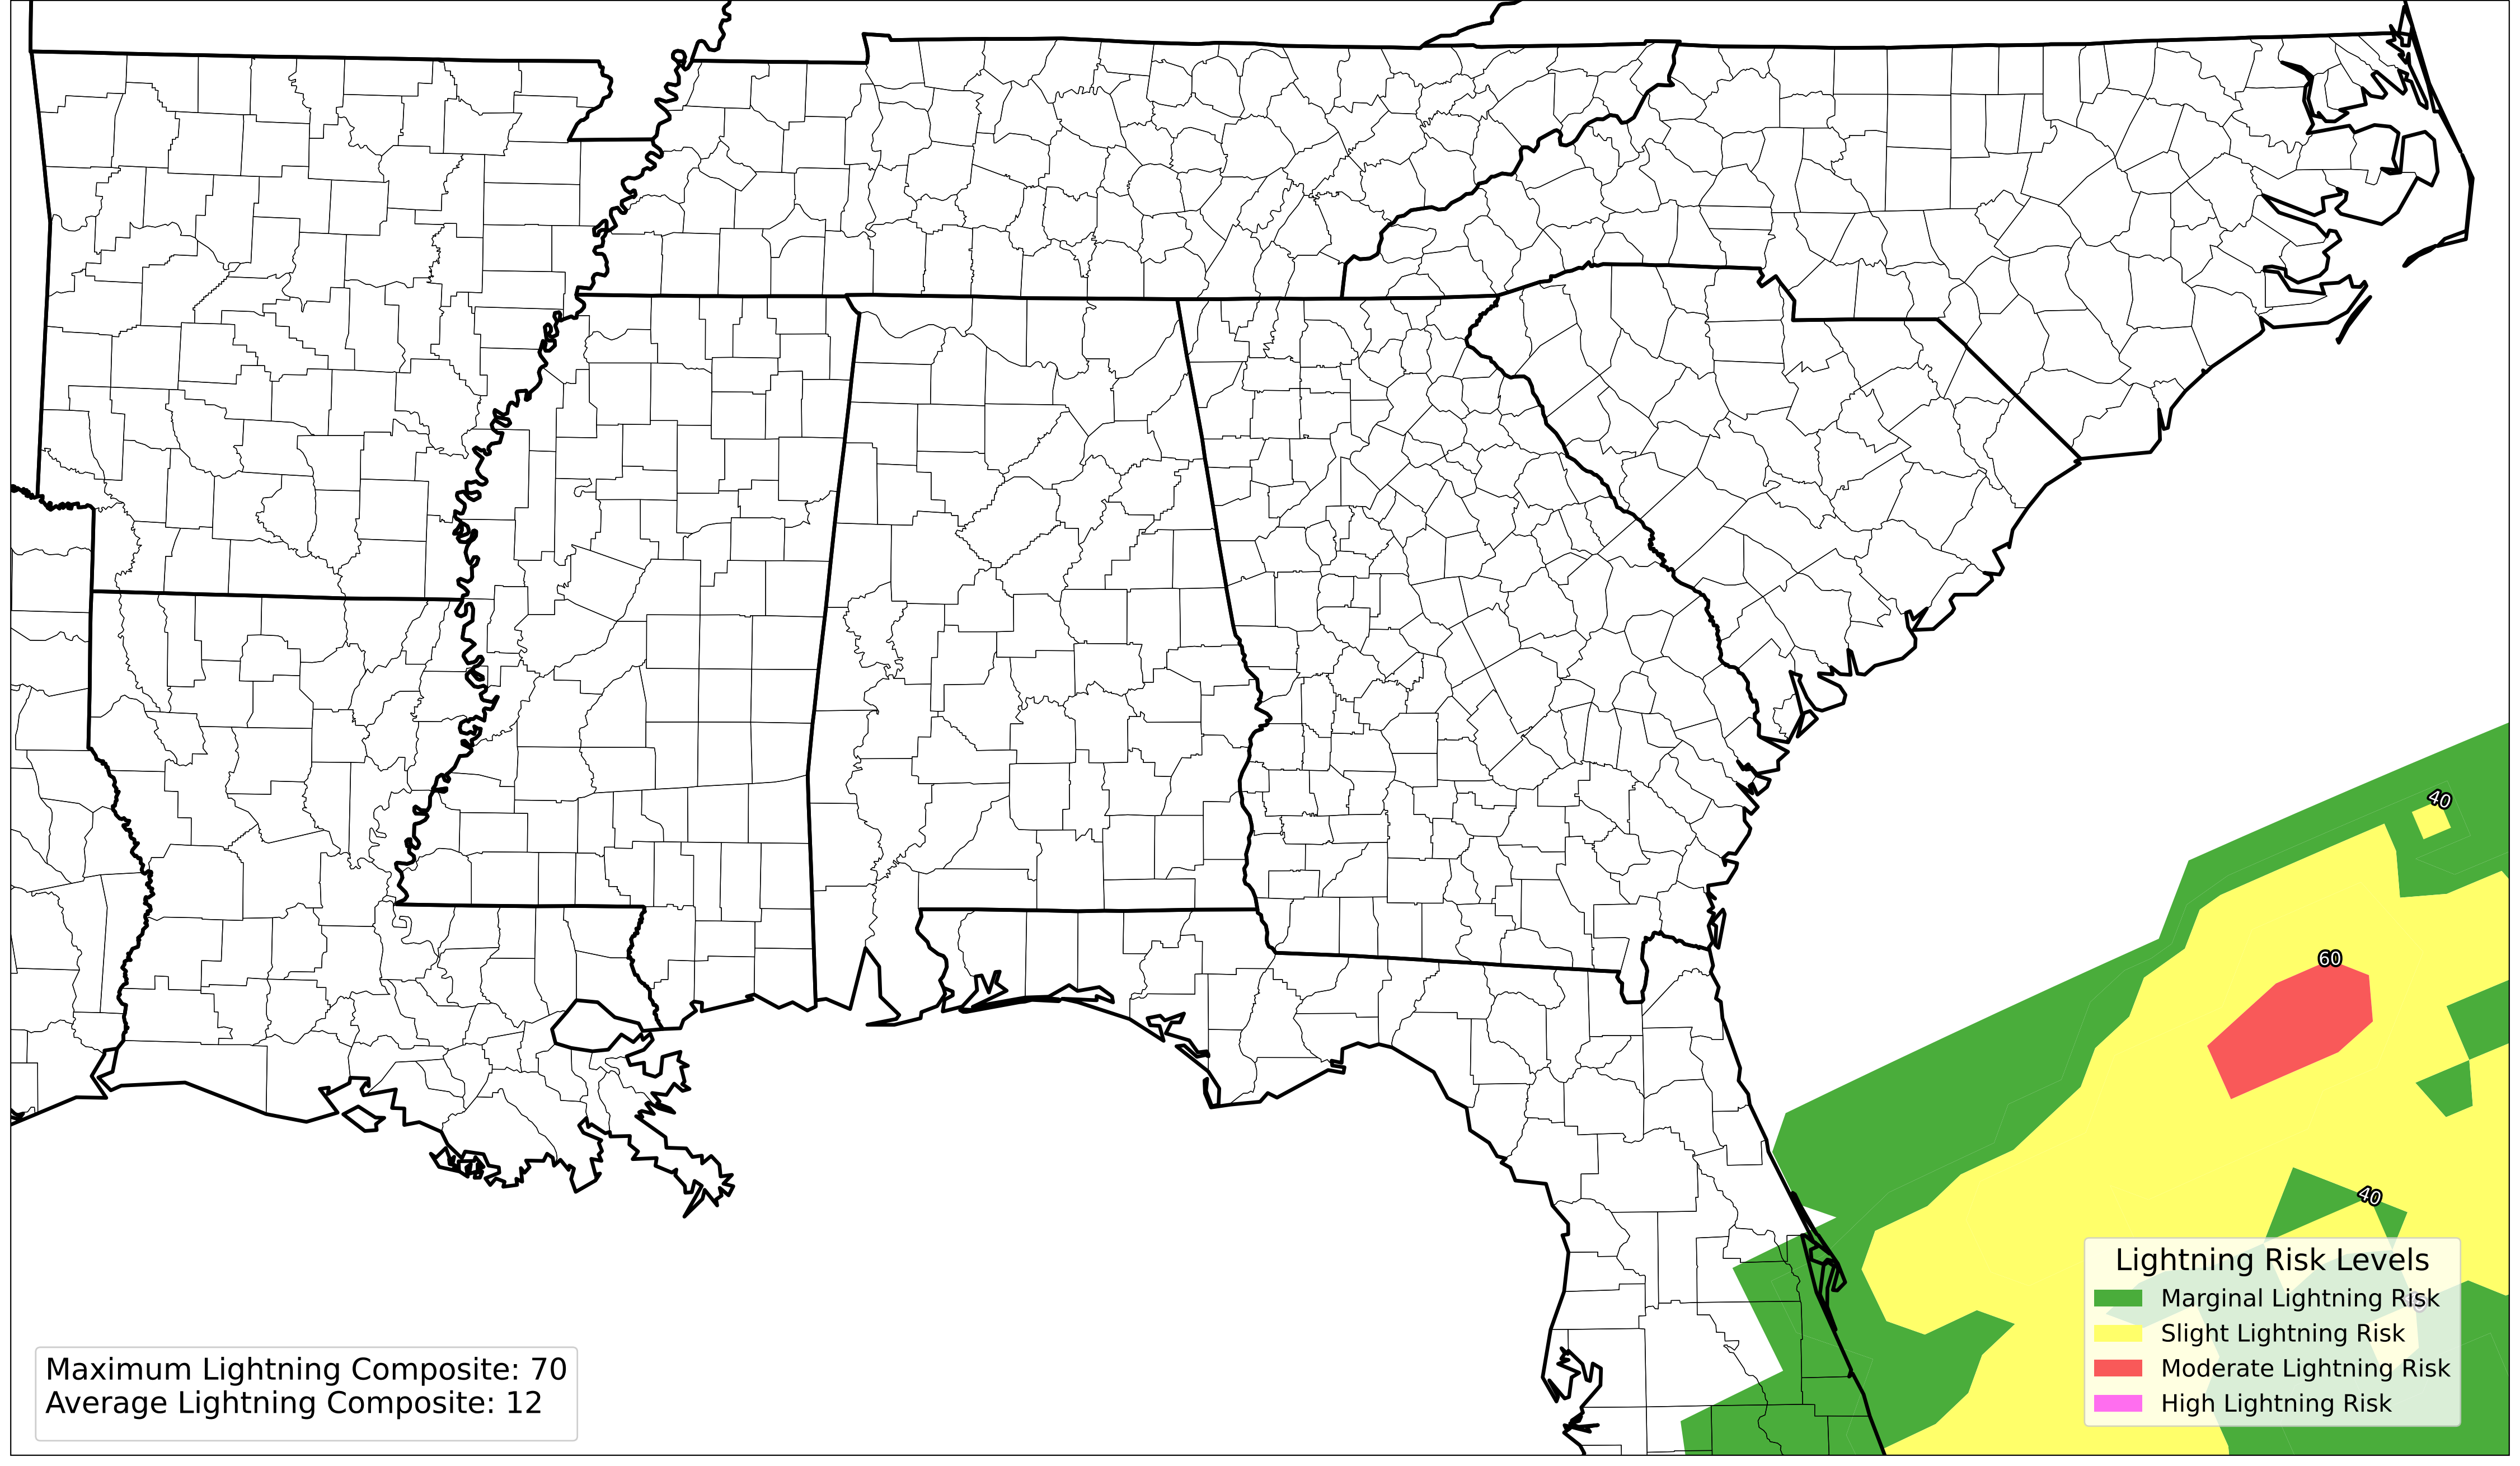 40
60
40
Lightning Risk Levels
Marginal Lightning Risk
Slight Lightning Risk
Moderate Lightning Risk
High Lightning Risk
Maximum Lightning Composite: 70
Average Lightning Composite: 12